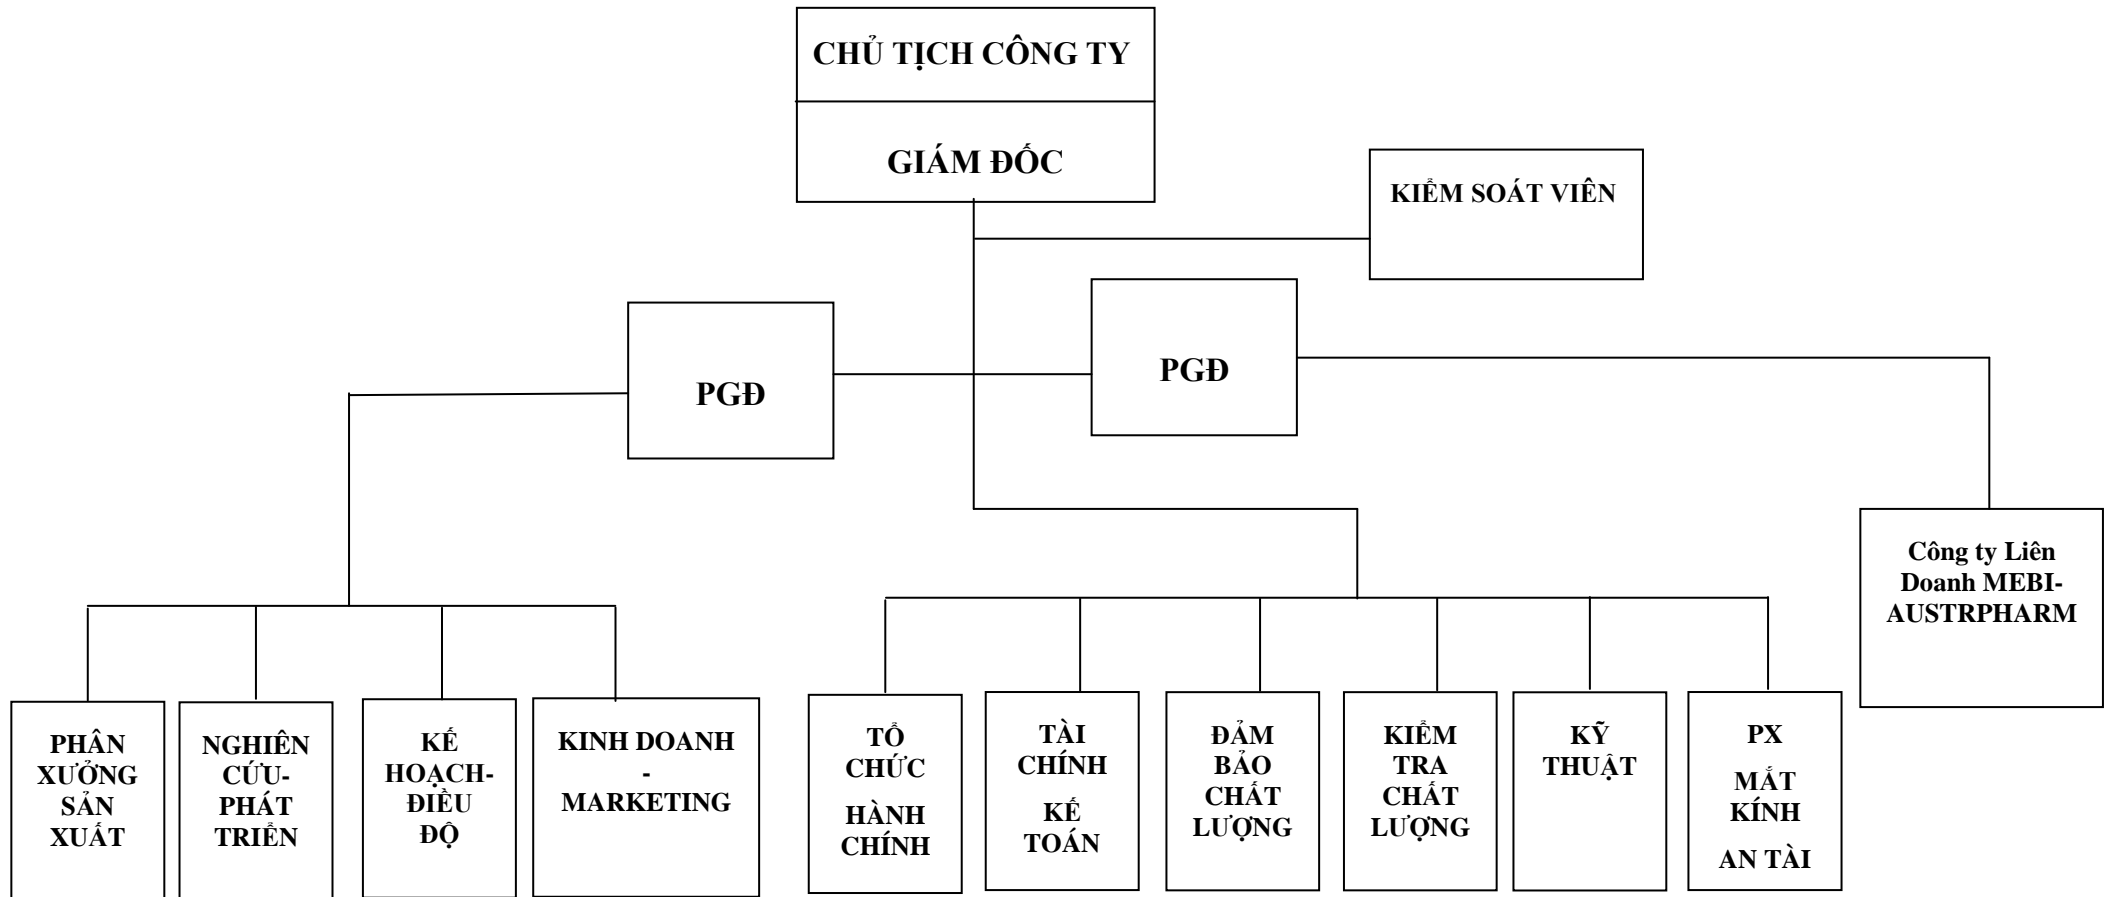 CHỦ TỊCH CÔNG TY
GIÁM ĐỐC
KIỂM SOÁT VIÊN
PGĐ
PGĐ
Công ty Liên
Doanh MEBI-
AUSTRPHARM
PHÂN
XƯỞNG
SẢN
XUẤT
NGHIÊN
CỨU-
PHÁT
TRIỂN
KẾ
HOẠCH-
ĐIỀU
ĐỘ
KINH DOANH
-
MARKETING
TỔ
CHỨC
HÀNH
CHÍNH
TÀI
CHÍNH
KẾ
TOÁN
ĐẢM
BẢO
CHẤT
LƯỢNG
KIỂM
TRA
CHẤT
LƯỢNG
KỸ
THUẬT
PX
MẮT
KÍNH
AN TÀI